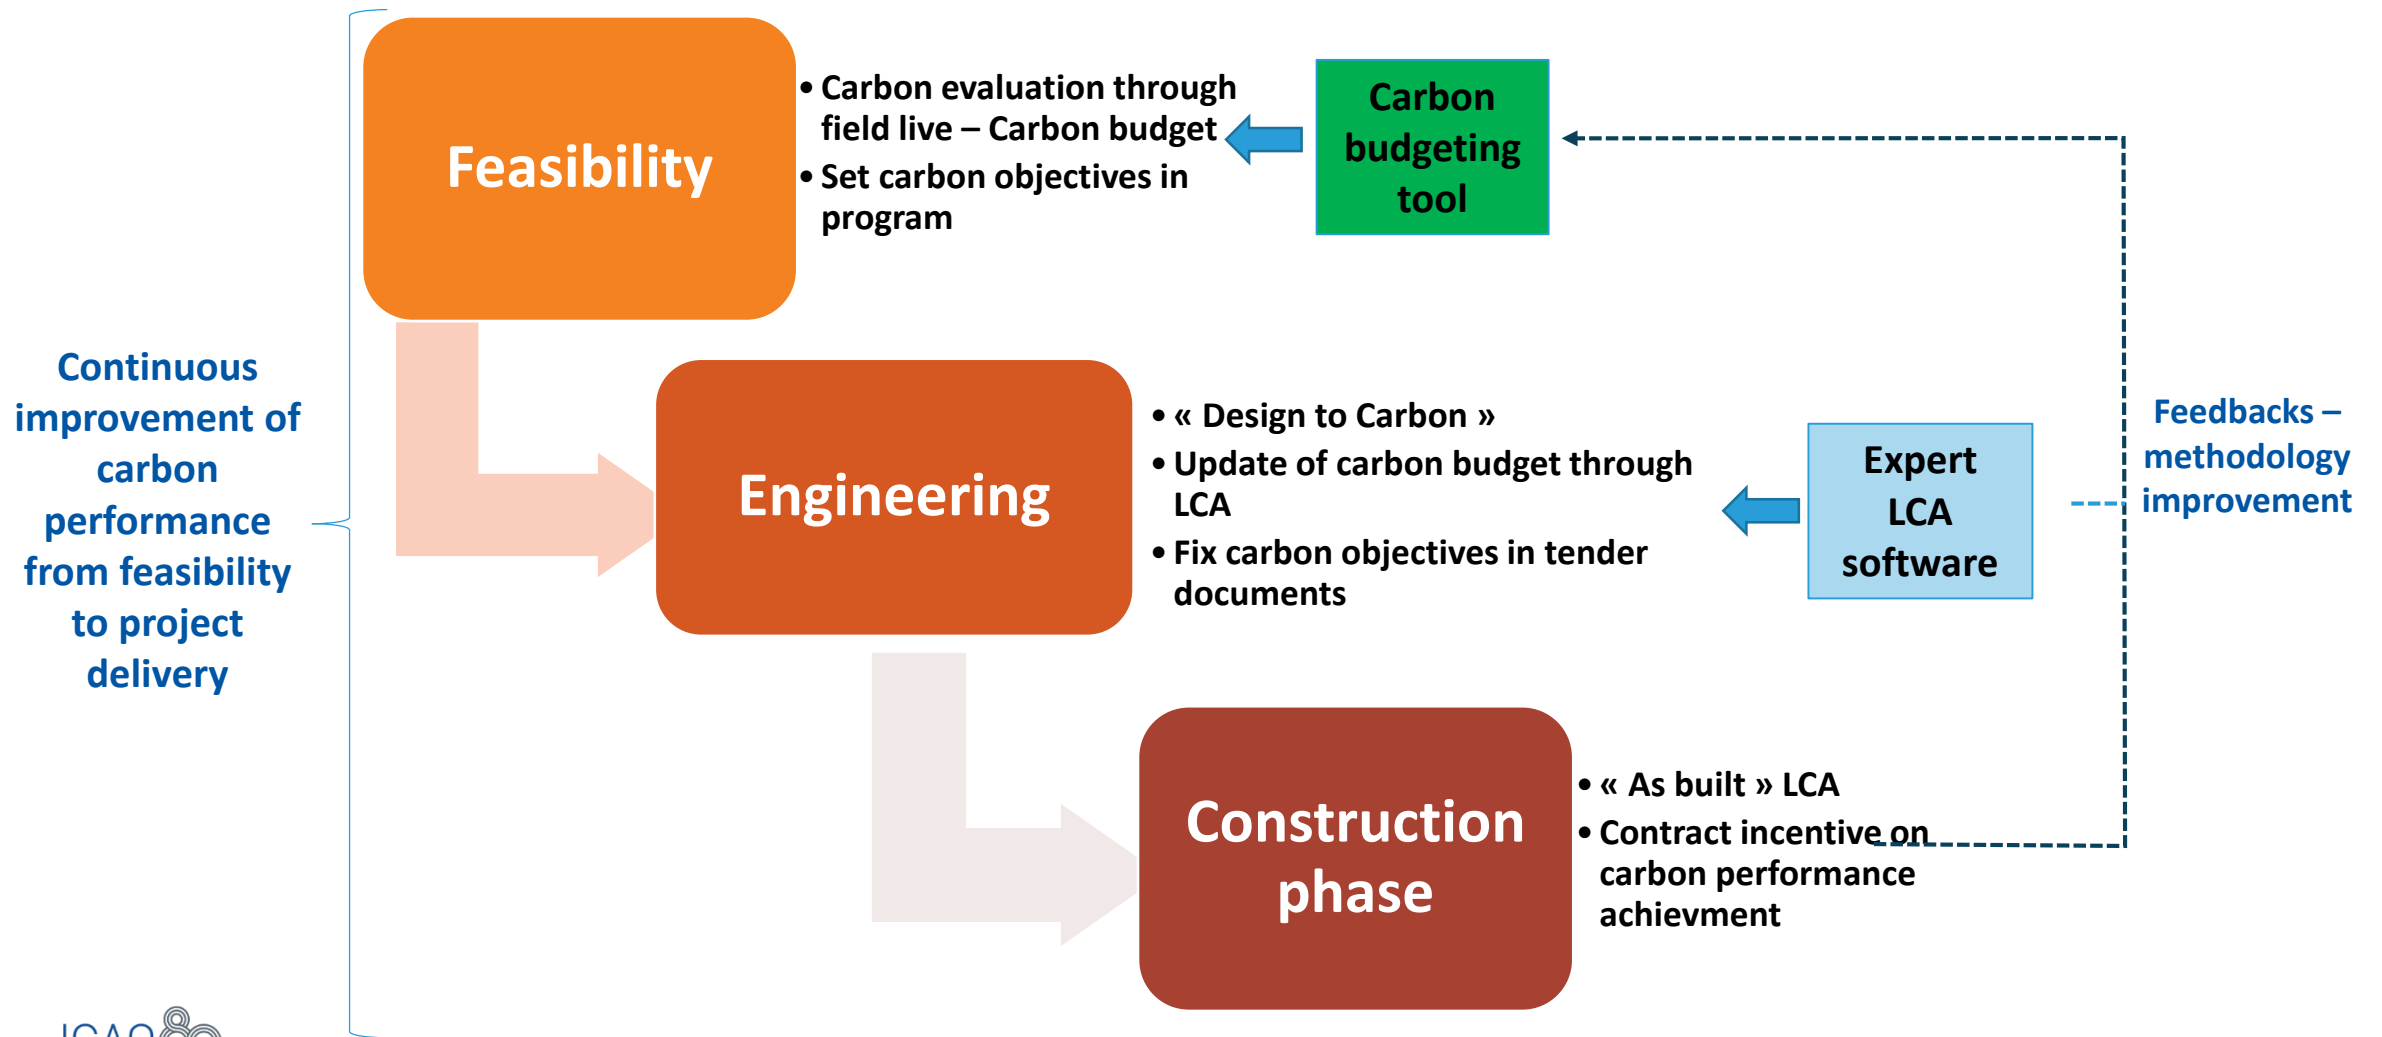 Continuous
improvement of
carbon
performance
from feasibility
to project
delivery
Feasibility
• Carbon evaluation through
field live – Carbon budget
• Set carbon objectives in
program
Carbon
budgeting
tool
Engineering
• « Design to Carbon »
• Update of carbon budget through
LCA
• Fix carbon objectives in tender
documents
Expert
LCA
software
Feedbacks –
methodology
improvement
Construction
phase
• « As built » LCA
• Contract incentive on
carbon performance
achievment